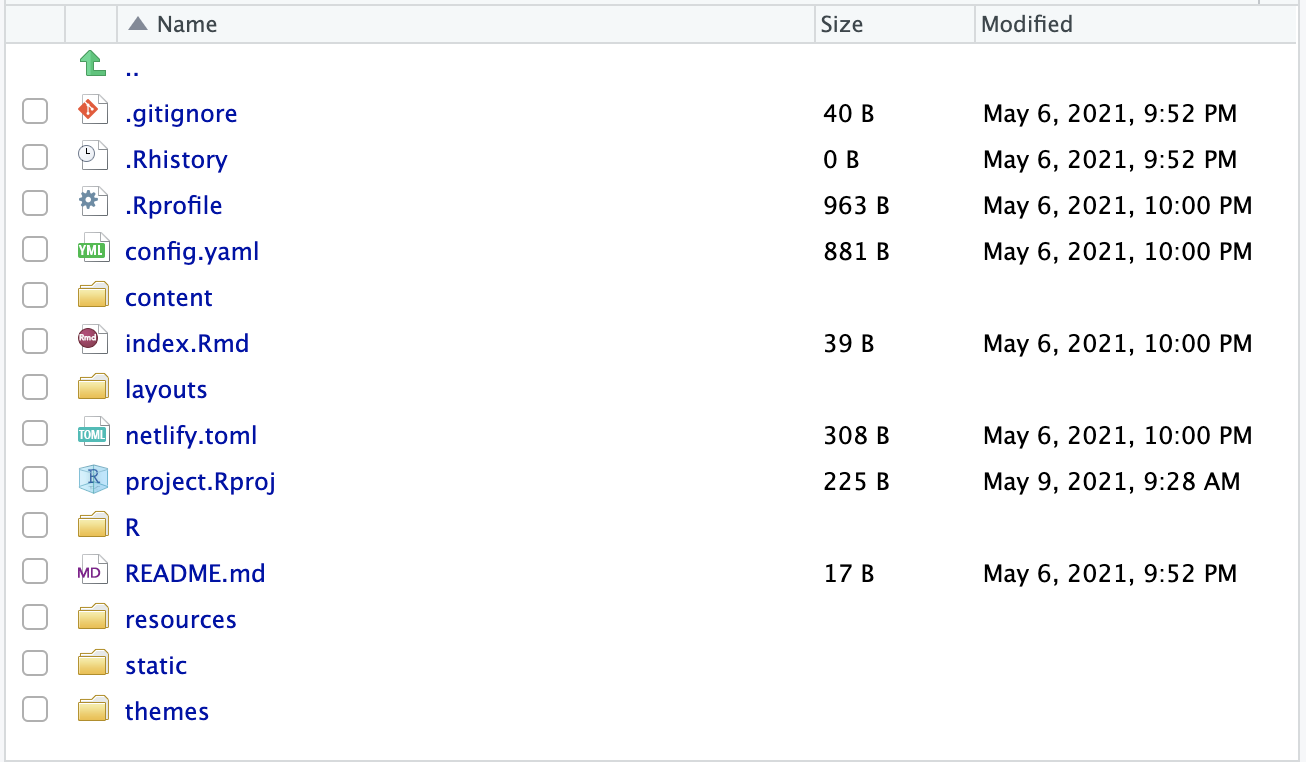 Name Size Modified
..
.gitignore 40 B May 6, 2021, 9:52 PM
.Rhistory 0 B May 6, 2021, 9:52 PM
.Rprofile 963 B May 6, 2021, 10:00 PM
YML config.yaml 881 B May 6, 2021, 10:00 PM
content
Rmd index.Rmd 39 B May 6, 2021, 10:00 PM
layouts
TOML netlify.toml 308 B May 6, 2021, 10:00 PM
R project.Rproj 225 B May 9, 2021, 9:28 AM
R
MD README.md 17 B May 6, 2021, 9:52 PM
resources
static
themes